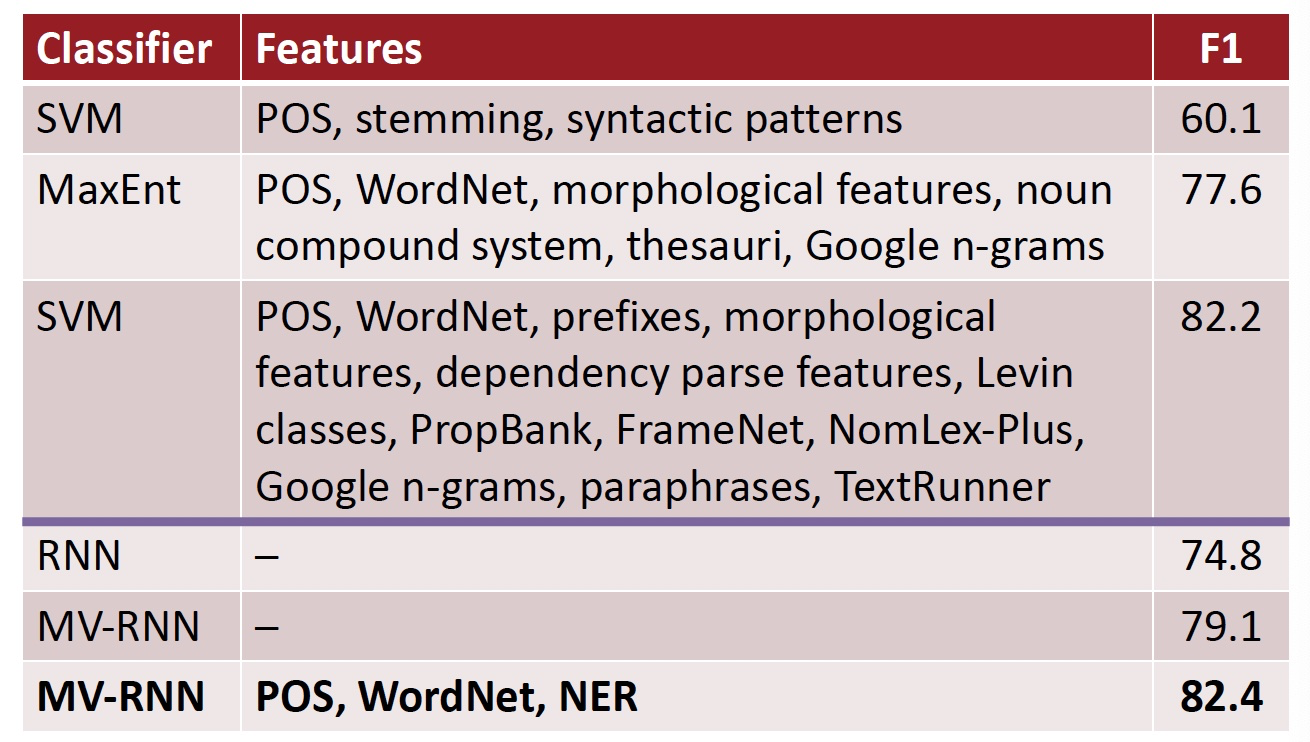 Classifier Features F1
SVM POS, stemming, syntactic patterns 60.1
MaxEnt POS, WordNet, morphological features, noun 77.6
compound system, thesauri, Google n-grams
SVM POS, WordNet, prefixes, morphological 82.2
features, dependency parse features, Levin
classes, PropBank, FrameNet, NomLex-Plus,
Google n-grams, paraphrases, TextRunner
RNN – 74.8
MV-RNN – 79.1
MV-RNN POS, WordNet, NER 82.4